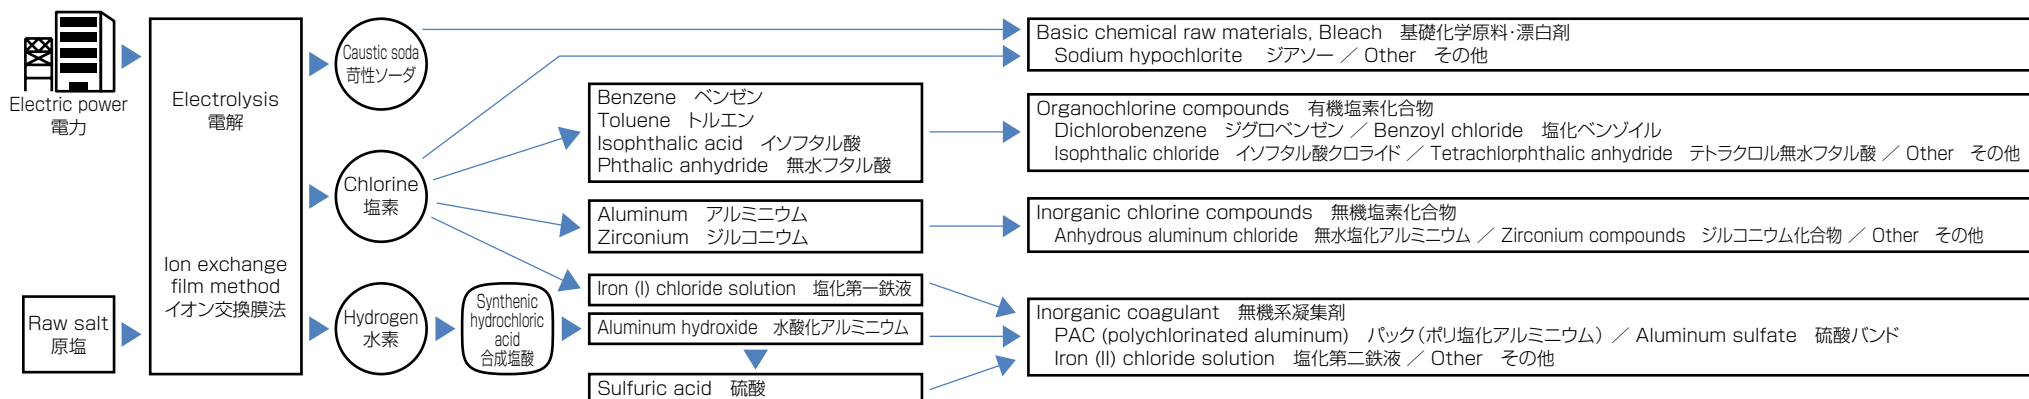 Electric power
電力
Raw salt
原塩
Electrolysis
電解
Ion exchange
film method
イオン交換膜法
Caustic soda
苛性ソーダ
Chlorine
塩素
Hydrogen
水素
Synthenic
hydrochloric
acid
合成塩酸
Benzene ベンゼン
Toluene トルエン
Isophthalic acid イソフタル酸
Phthalic anhydride 無水フタル酸
Aluminum アルミニウム
Zirconium ジルコニウム
Iron (I) chloride solution 塩化第一鉄液
Aluminum hydroxide 水酸化アルミニウム
Sulfuric acid 硫酸
Basic chemical raw materials, Bleach 基礎化学原料・漂白剤
Sodium hypochlorite ジアソー ／ Other その他
Organochlorine compounds 有機塩素化合物
Dichlorobenzene ジグロベンゼン ／ Benzoyl chloride 塩化ベンゾイル
Isophthalic chloride イソフタル酸クロライド ／ Tetrachlorphthalic anhydride テトラクロル無水フタル酸 ／ Other その他
Inorganic chlorine compounds 無機塩素化合物
Anhydrous aluminum chloride 無水塩化アルミニウム ／ Zirconium compounds ジルコニウム化合物 ／ Other その他
Inorganic coagulant 無機系凝集剤
PAC (polychlorinated aluminum) パック（ポリ塩化アルミニウム） ／ Aluminum sulfate 硫酸バンド
Iron (II) chloride solution 塩化第二鉄液 ／ Other その他